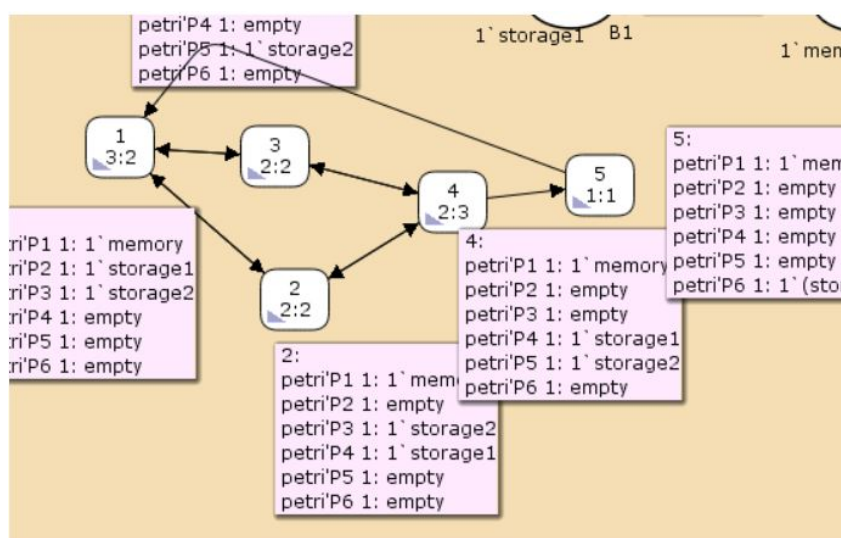 petri'P4 1: empty
petri'P5 1: 1`storage2
petri'P6 1: empty
1`storage1 B1
1`mem
1
3:2
3
2:2
4
2:3
5
1:1
2
2:2
tri'P1 1: 1`memory
tri'P2 1: 1`storage1
tri'P3 1: 1`storage2
ri'P4 1: empty
ri'P5 1: empty
ri'P6 1: empty
2:
petri'P1 1: 1`mem
petri'P2 1: empty
petri'P3 1: 1`storage2
petri'P4 1: 1`storage1
petri'P5 1: empty
petri'P6 1: empty
4:
petri'P1 1: 1`memory
petri'P2 1: empty
petri'P3 1: empty
petri'P4 1: 1`storage1
petri'P5 1: 1`storage2
petri'P6 1: empty
5:
petri'P1 1: 1`mem
petri'P2 1: empty
petri'P3 1: empty
petri'P4 1: empty
petri'P5 1: empty
petri'P6 1: 1`(sto